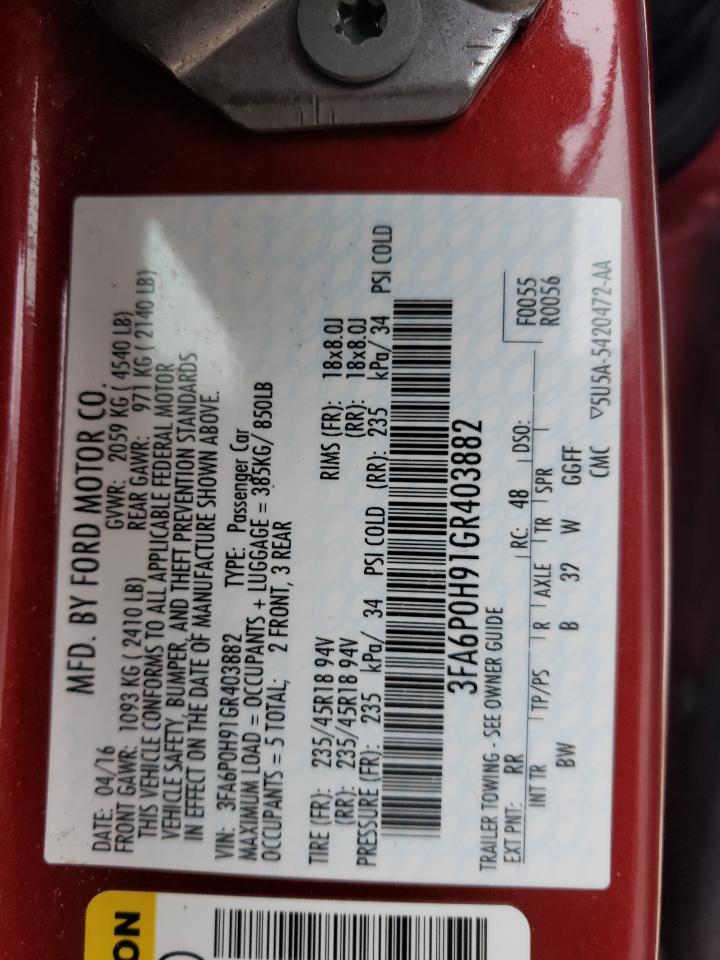 MFD. BY FORD MOTOR CO.
DATE: 04/16 GVWR: 2059 KG ( 4540 LB)
FRONT GAWR: 1093 KG ( 2410 LB) REAR GAWR: 971 KG ( 2140 LB)
THIS VEHICLE CONFORMS TO ALL APPLICABLE FEDERAL MOTOR
VEHICLE SAFETY, BUMPER, AND THEFT PREVENTION STANDARDS
IN EFFECT ON THE DATE OF MANUFACTURE SHOWN ABOVE.
VIN: 3FA6P0H91GR403882 TYPE: Passenger Car
MAXIMUM LOAD = OCCUPANTS + LUGGAGE = 385KG/ 850LB
OCCUPANTS = 5 TOTAL; 2 FRONT, 3 REAR
TIRE (FR): 235/45R18 94V RIMS (FR): 18x8.0J
(RR): 235/45R18 94V (RR): 18x8.0J
PRESSURE (FR): 235 kPa/ 34 PSI COLD (RR): 235 kPa/ 34 PSI COLD
3FA6P0H91GR403882
TRAILER TOWING - SEE OWNER GUIDE
EXT PNT: RR RC: 48 DSO: F0055
R0056
INT TR TP/PS R AXLE TR SPR
BW B 37 W GGFF
CMC ▽5U5A-5420472-AA
ON